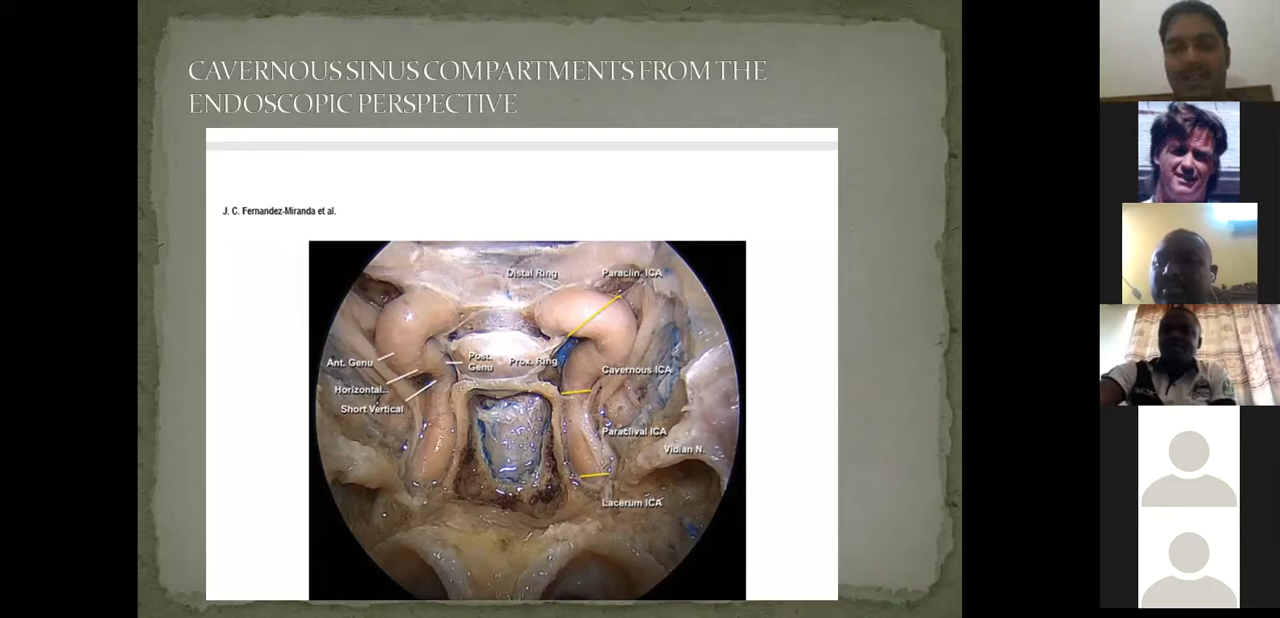 CAVERNOUS SINUS COMPARTMENTS FROM THE
ENDOSCOPIC PERSPECTIVE
J. C. Fernandez-Miranda et al.
Distal Ring
Paraclin. ICA
Ant. Genu
Post.
Genu
Prox. Ring
Cavernous ICA
Horizontal
Short Vertical
Paraclival ICA
Vidian N.
Lacerum ICA